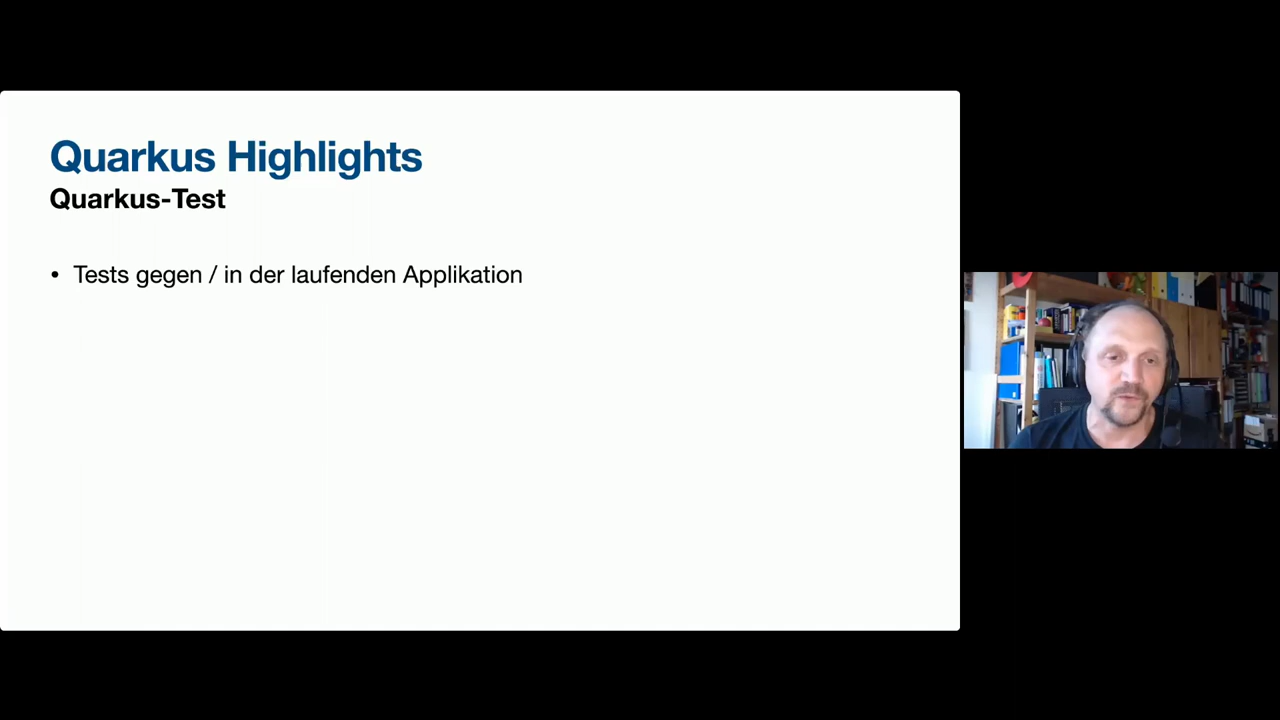 Quarkus Highlights
Quarkus-Test
• Tests gegen / in der laufenden Applikation